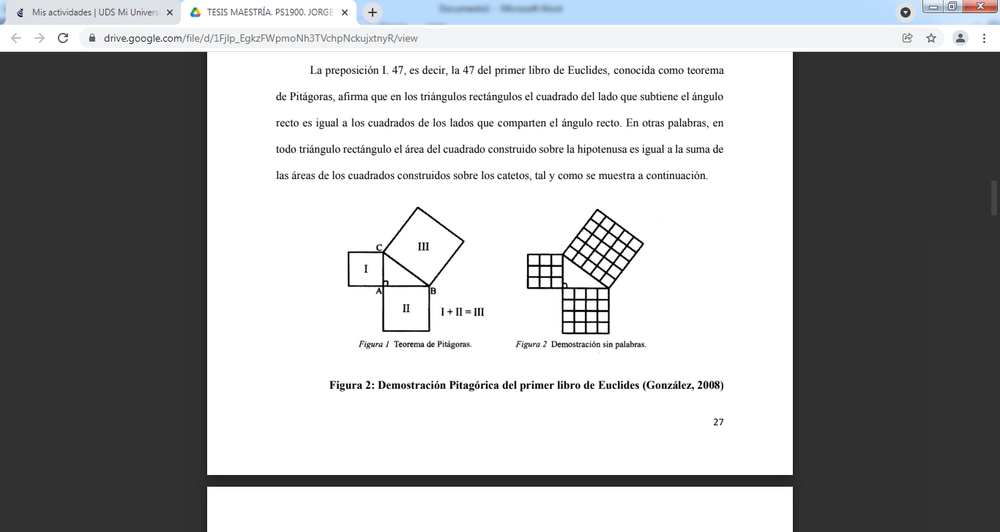 Documento2 - Microsoft Word
Mis actividades | UDS Mi Univers
TESIS MAESTRÍA. PS1900. JORGE
drive.google.com/file/d/1Fjlp_EgkzFWpmoNh3TVchpNckujxtnyR/view
La preposición I. 47, es decir, la 47 del primer libro de Euclides, conocida como teorema
de Pitágoras, afirma que en los triángulos rectángulos el cuadrado del lado que subtiene el ángulo
recto es igual a los cuadrados de los lados que comparten el ángulo recto. En otras palabras, en
todo triángulo rectángulo el área del cuadrado construido sobre la hipotenusa es igual a la suma de
las áreas de los cuadrados construidos sobre los catetos, tal y como se muestra a continuación.
C
III
I
A
B
II
I + II = III
Figura 1 Teorema de Pitágoras.
Figura 2 Demostración sin palabras.
Figura 2: Demostración Pitagórica del primer libro de Euclides (González, 2008)
27